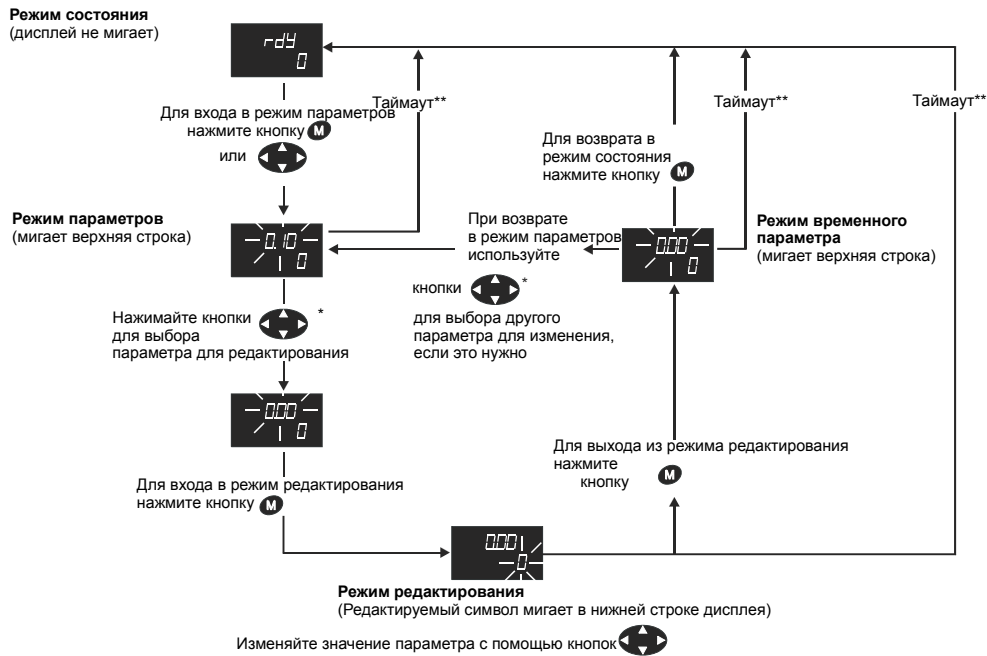 Режим состояния
(дисплей не мигает)
rdY
0
Для входа в режим параметров
нажмите кнопку M
или
Таймаут**
Для возврата в
режим состояния
нажмите кнопку M
Таймаут**
Таймаут**
Режим параметров
(мигает верхняя строка)
0.10
0
При возврате
в режим параметров
используйте
кнопки *
для выбора другого
параметра для изменения,
если это нужно
0.00
0
Режим временного
параметра
(мигает верхняя строка)
Нажимайте кнопки *
для выбора
параметра для редактирования
0.00
0
Для входа в режим редактирования
нажмите кнопку M
Для выхода из режима редактирования
нажмите
кнопку M
0.00
0
Режим редактирования
(Редактируемый символ мигает в нижней строке дисплея)
Изменяйте значение параметра с помощью кнопок